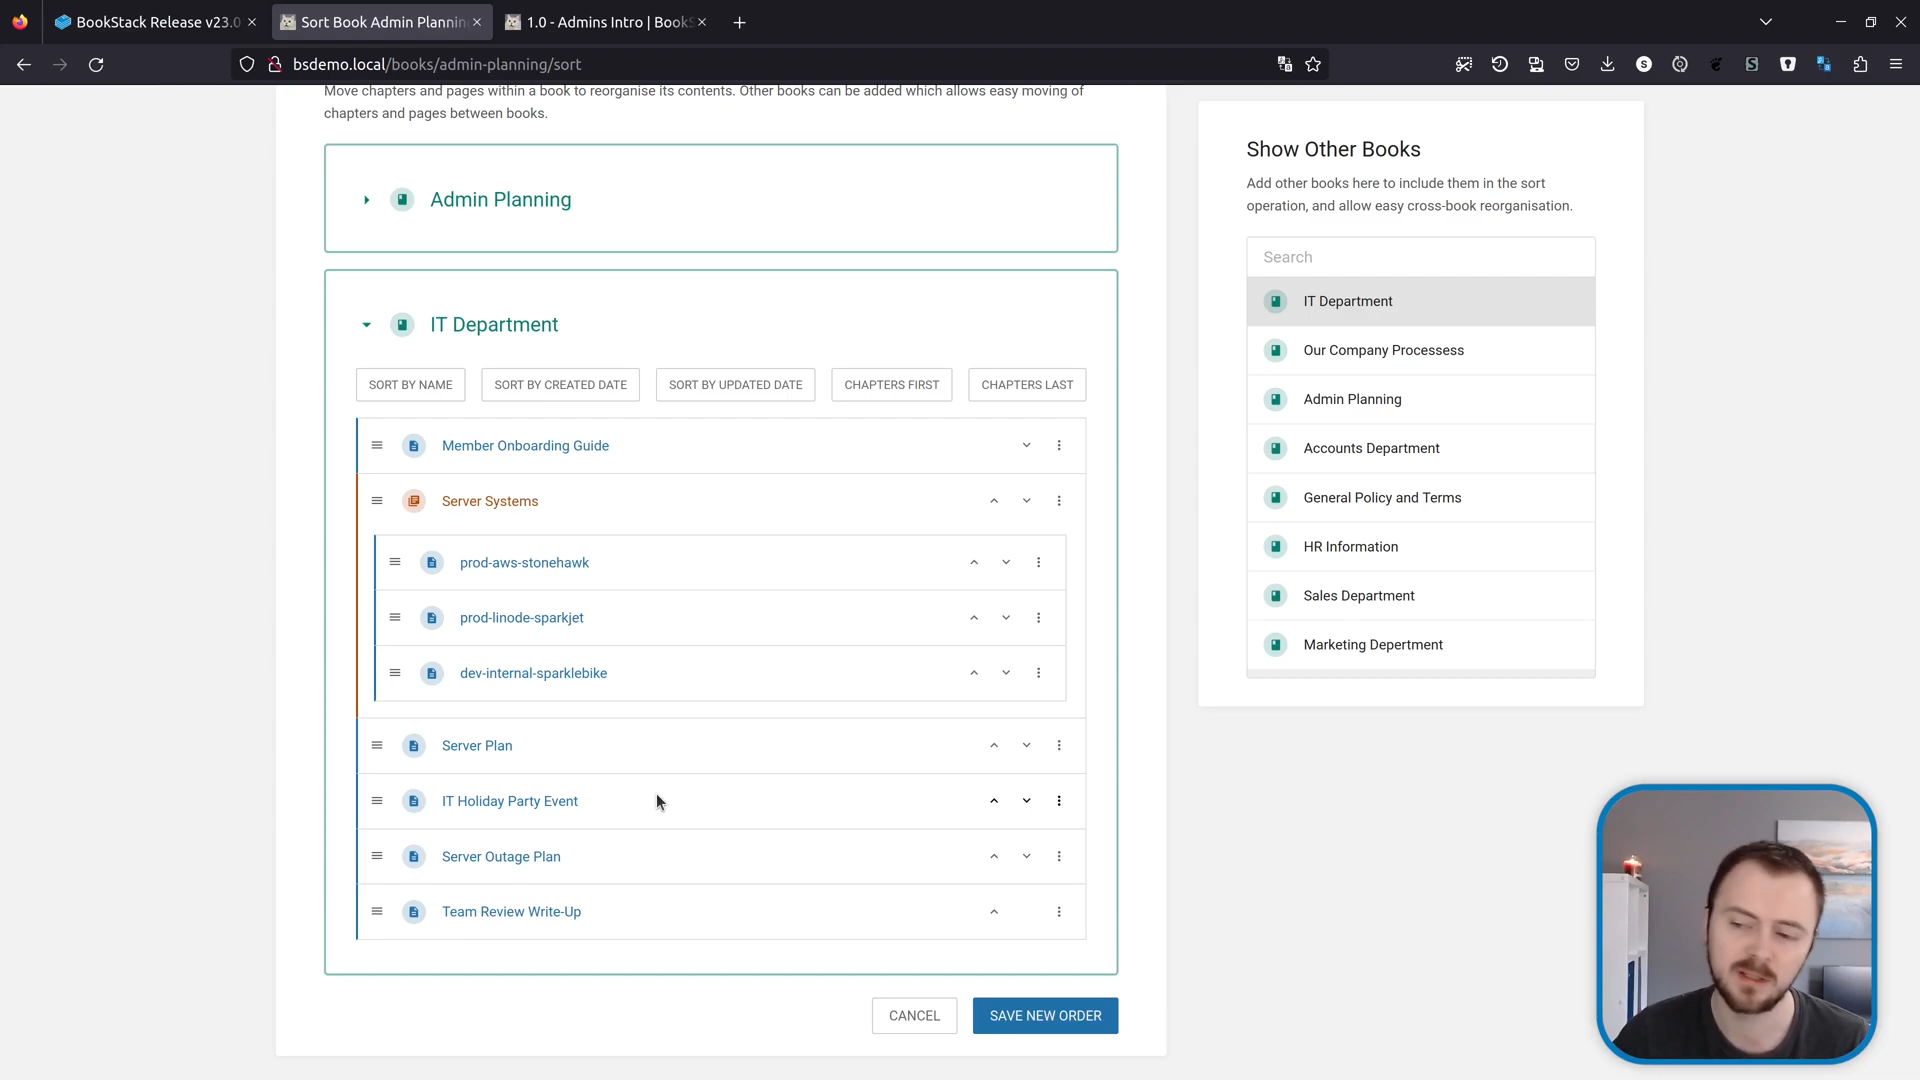 BookStack Release v23.0
Sort Book Admin Plannin
1.0 - Admins Intro | BookS
bsdemo.local/books/admin-planning/sort
Move chapters and pages within a book to reorganise its contents. Other books can be added which allows easy moving of
chapters and pages between books.
Admin Planning
IT Department
SORT BY NAME
SORT BY CREATED DATE
SORT BY UPDATED DATE
CHAPTERS FIRST
CHAPTERS LAST
Member Onboarding Guide
Server Systems
prod-aws-stonehawk
prod-linode-sparkjet
dev-internal-sparklebike
Server Plan
IT Holiday Party Event
Server Outage Plan
Team Review Write-Up
CANCEL
SAVE NEW ORDER
Show Other Books
Add other books here to include them in the sort
operation, and allow easy cross-book reorganisation.
Search
IT Department
Our Company Processess
Admin Planning
Accounts Department
General Policy and Terms
HR Information
Sales Department
Marketing Depertment